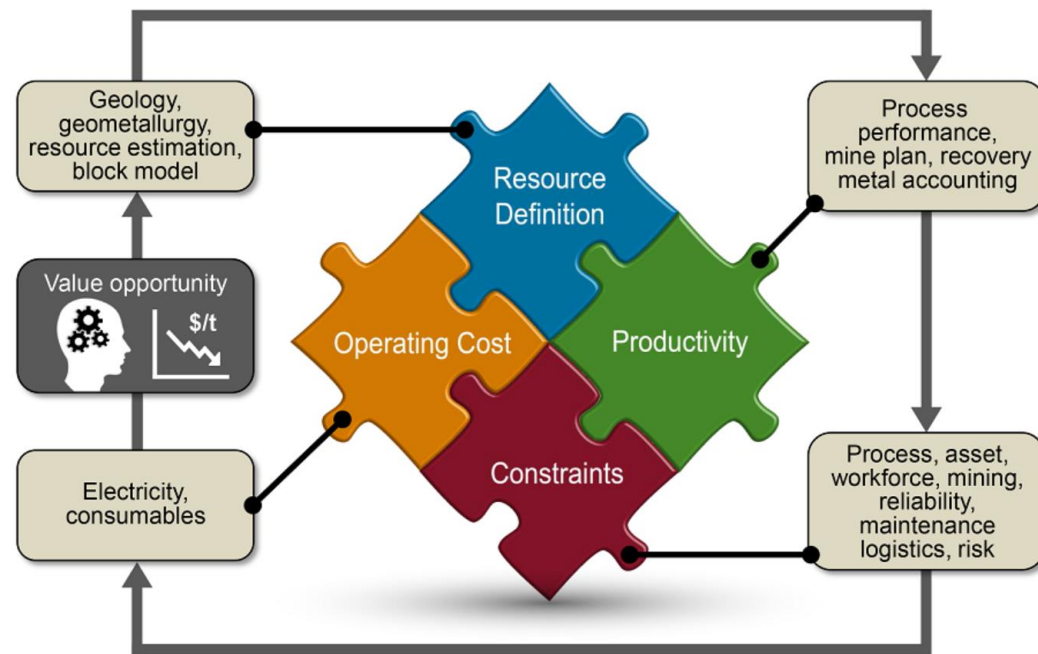 Geology,
geometallurgy,
resource estimation,
block model
Process
performance,
mine plan, recovery
metal accounting
Resource
Definition
Value opportunity
$/t
Operating Cost
Productivity
Constraints
Electricity,
consumables
Process, asset,
workforce, mining,
reliability,
maintenance
logistics, risk